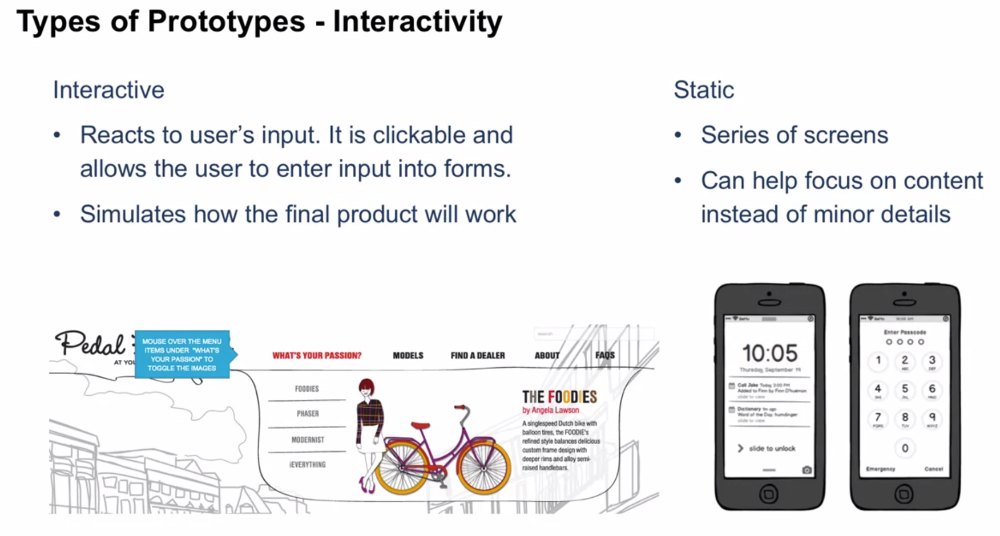 Types of Prototypes - Interactivity
Interactive
• Reacts to user's input. It is clickable and
allows the user to enter input into forms.
• Simulates how the final product will work
Static
• Series of screens
• Can help focus on content
instead of minor details
Pedal
AT YOU
MOUSE OVER THE MENU
ITEMS UNDER "WHAT'S
YOUR PASSION" TO
TOGGLE THE IMAGES
search
WHAT'S YOUR PASSION?
MODELS
FIND A DEALER
ABOUT
FAQS
FOODIES
PHASER
MODERNIST
iEVERYTHING
THE FOODIES
by Angela Lawson
A singlespeed Dutch bike with
balloon tires, the FOODIE's
refined style balances delicious
custom frame design with
deeper rims and alloy semi-
raised handlebars.
10:05
Thursday, September 19
Call Jake Today, 3:00 PM
Added to Finn by Finn D'huemon
slide to view
Dictionary 1m ago
Word of the Day: humdinger
slide to view
> slide to unlock
Enter Passcode
1 2 3
ABC DEF
4 5 6
GHI JKL MNO
7 8 9
PQRS TUV WXYZ
0
Emergency Cancel